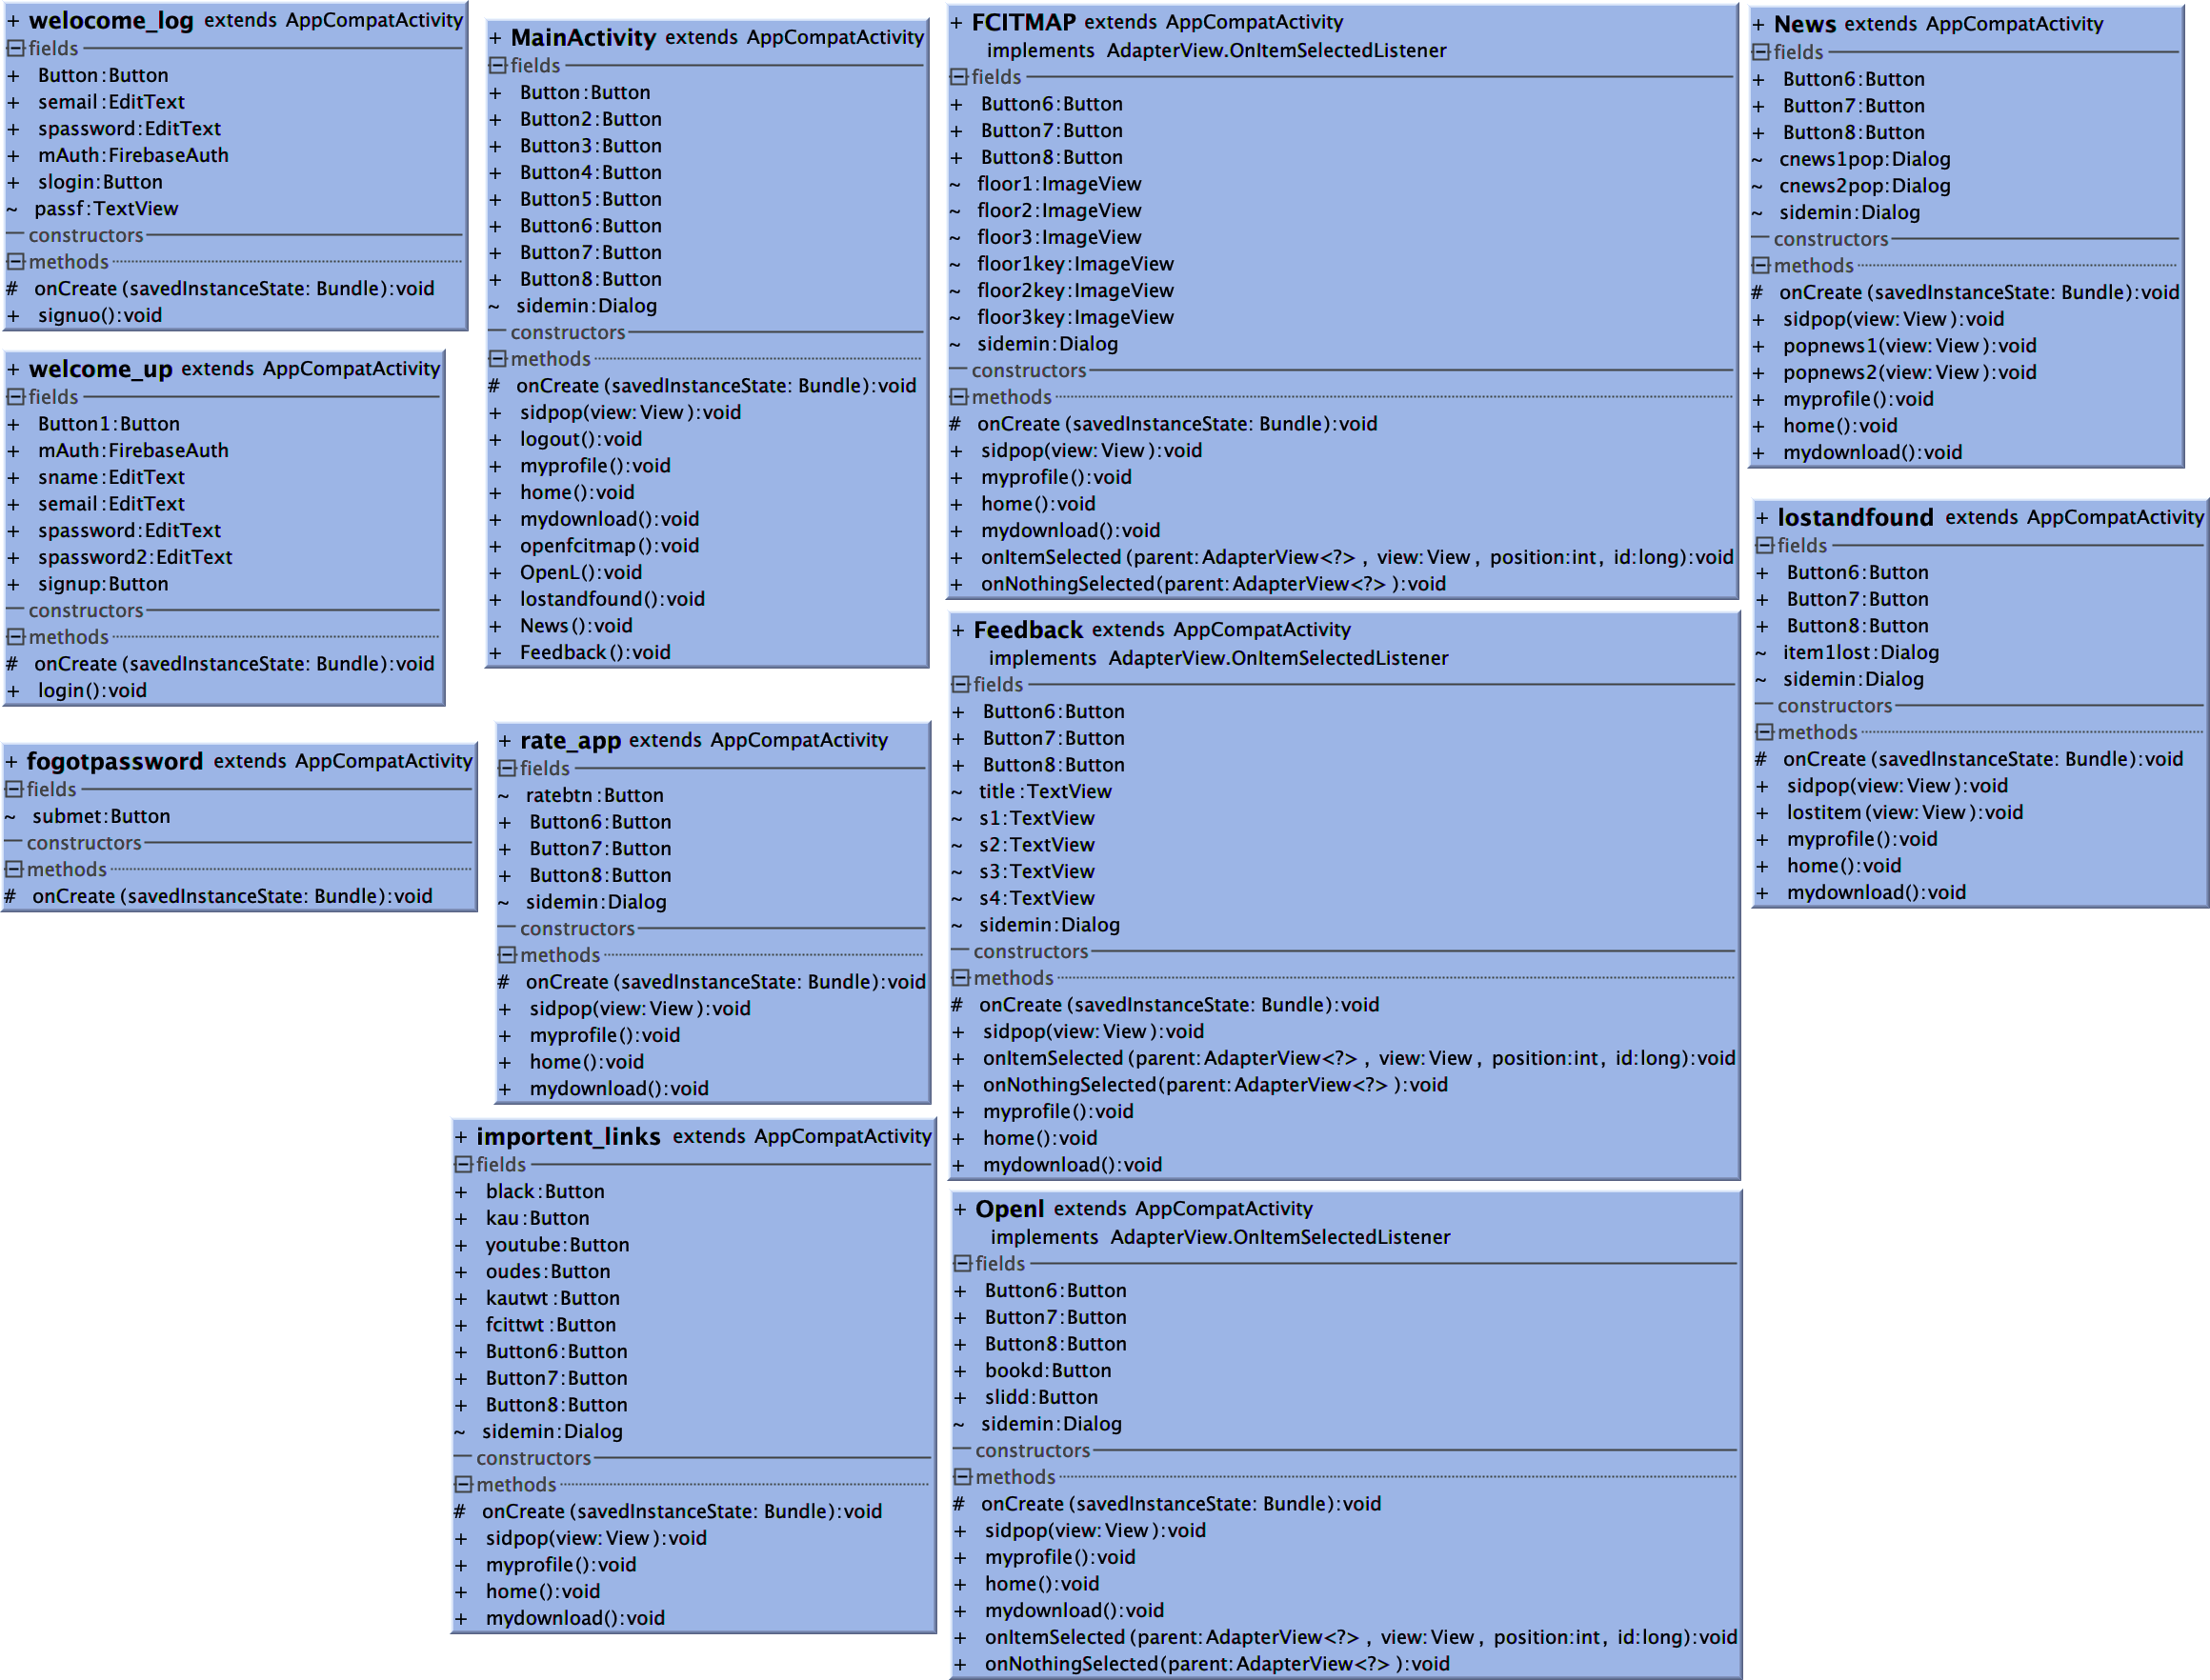 + welocome_log extends AppCompatActivity
fields
+ Button:Button
+ semail:EditText
+ spassword:EditText
+ mAuth:FirebaseAuth
+ slogin:Button
~ passf:TextView
constructors
methods
# onCreate(savedInstanceState: Bundle):void
+ signuo():void
+ welcome_up extends AppCompatActivity
fields
+ Button1:Button
+ mAuth:FirebaseAuth
+ sname:EditText
+ semail:EditText
+ spassword:EditText
+ spassword2:EditText
+ signup:Button
constructors
methods
# onCreate(savedInstanceState: Bundle):void
+ login():void
+ fogotpassword extends AppCompatActivity
fields
~ submet:Button
constructors
methods
# onCreate(savedInstanceState: Bundle):void
+ MainActivity extends AppCompatActivity
fields
+ Button:Button
+ Button2:Button
+ Button3:Button
+ Button4:Button
+ Button5:Button
+ Button6:Button
+ Button7:Button
+ Button8:Button
~ sidemin:Dialog
constructors
methods
# onCreate(savedInstanceState: Bundle):void
+ sidpop(view:View):void
+ logout():void
+ myprofile():void
+ home():void
+ mydownload():void
+ openfcitmap():void
+ OpenL():void
+ lostandfound():void
+ News():void
+ Feedback():void
+ rate_app extends AppCompatActivity
fields
~ ratebtn:Button
+ Button6:Button
+ Button7:Button
+ Button8:Button
~ sidemin:Dialog
constructors
methods
# onCreate(savedInstanceState: Bundle):void
+ sidpop(view:View):void
+ myprofile():void
+ home():void
+ mydownload():void
+ importent_links extends AppCompatActivity
fields
+ black:Button
+ kau:Button
+ youtube:Button
+ oudes:Button
+ kautwt:Button
+ fcittwt:Button
+ Button6:Button
+ Button7:Button
+ Button8:Button
~ sidemin:Dialog
constructors
methods
# onCreate(savedInstanceState: Bundle):void
+ sidpop(view:View):void
+ myprofile():void
+ home():void
+ mydownload():void
+ FCITMAP extends AppCompatActivity
implements AdapterView.OnItemSelectedListener
fields
+ Button6:Button
+ Button7:Button
+ Button8:Button
~ floor1:ImageView
~ floor2:ImageView
~ floor3:ImageView
~ floor1key:ImageView
~ floor2key:ImageView
~ floor3key:ImageView
~ sidemin:Dialog
constructors
methods
# onCreate(savedInstanceState: Bundle):void
+ sidpop(view:View):void
+ myprofile():void
+ home():void
+ mydownload():void
+ onItemSelected(parent:AdapterView<?>, view:View, position:int, id:long):void
+ onNothingSelected(parent:AdapterView<?>):void
+ Feedback extends AppCompatActivity
implements AdapterView.OnItemSelectedListener
fields
+ Button6:Button
+ Button7:Button
+ Button8:Button
~ title:TextView
~ s1:TextView
~ s2:TextView
~ s3:TextView
~ s4:TextView
~ sidemin:Dialog
constructors
methods
# onCreate(savedInstanceState: Bundle):void
+ sidpop(view:View):void
+ onItemSelected(parent:AdapterView<?>, view:View, position:int, id:long):void
+ onNothingSelected(parent:AdapterView<?>):void
+ myprofile():void
+ home():void
+ mydownload():void
+ Openl extends AppCompatActivity
implements AdapterView.OnItemSelectedListener
fields
+ Button6:Button
+ Button7:Button
+ Button8:Button
+ bookd:Button
+ slidd:Button
~ sidemin:Dialog
constructors
methods
# onCreate(savedInstanceState: Bundle):void
+ sidpop(view:View):void
+ myprofile():void
+ home():void
+ mydownload():void
+ onItemSelected(parent:AdapterView<?>, view:View, position:int, id:long):void
+ onNothingSelected(parent:AdapterView<?>):void
+ News extends AppCompatActivity
fields
+ Button6:Button
+ Button7:Button
+ Button8:Button
~ cnews1pop:Dialog
~ cnews2pop:Dialog
~ sidemin:Dialog
constructors
methods
# onCreate(savedInstanceState: Bundle):void
+ sidpop(view:View):void
+ popnews1(view:View):void
+ popnews2(view:View):void
+ myprofile():void
+ home():void
+ mydownload():void
+ lostandfound extends AppCompatActivity
fields
+ Button6:Button
+ Button7:Button
+ Button8:Button
~ item1lost:Dialog
~ sidemin:Dialog
constructors
methods
# onCreate(savedInstanceState: Bundle):void
+ sidpop(view:View):void
+ lostitem(view:View):void
+ myprofile():void
+ home():void
+ mydownload():void